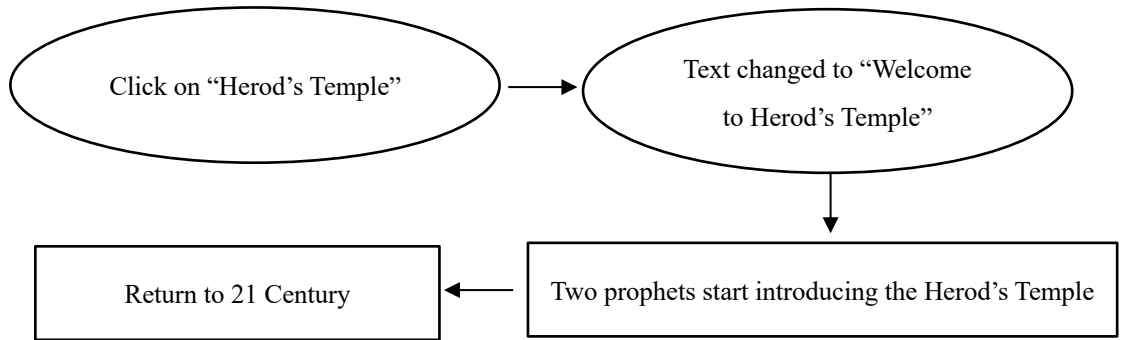 Click on “Herod’s Temple”
Text changed to “Welcome
to Herod’s Temple”
Two prophets start introducing the Herod’s Temple
Return to 21 Century